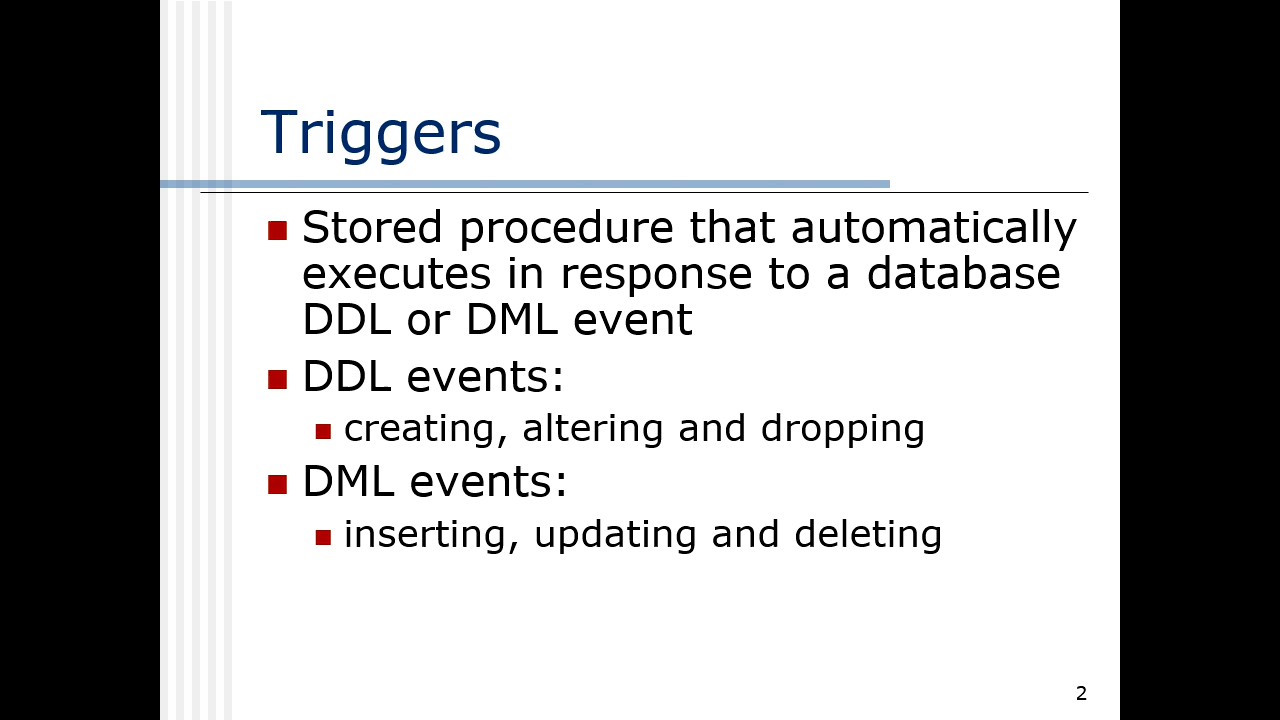 Triggers
Stored procedure that automatically
executes in response to a database
DDL or DML event
DDL events:
creating, altering and dropping
DML events:
inserting, updating and deleting
2